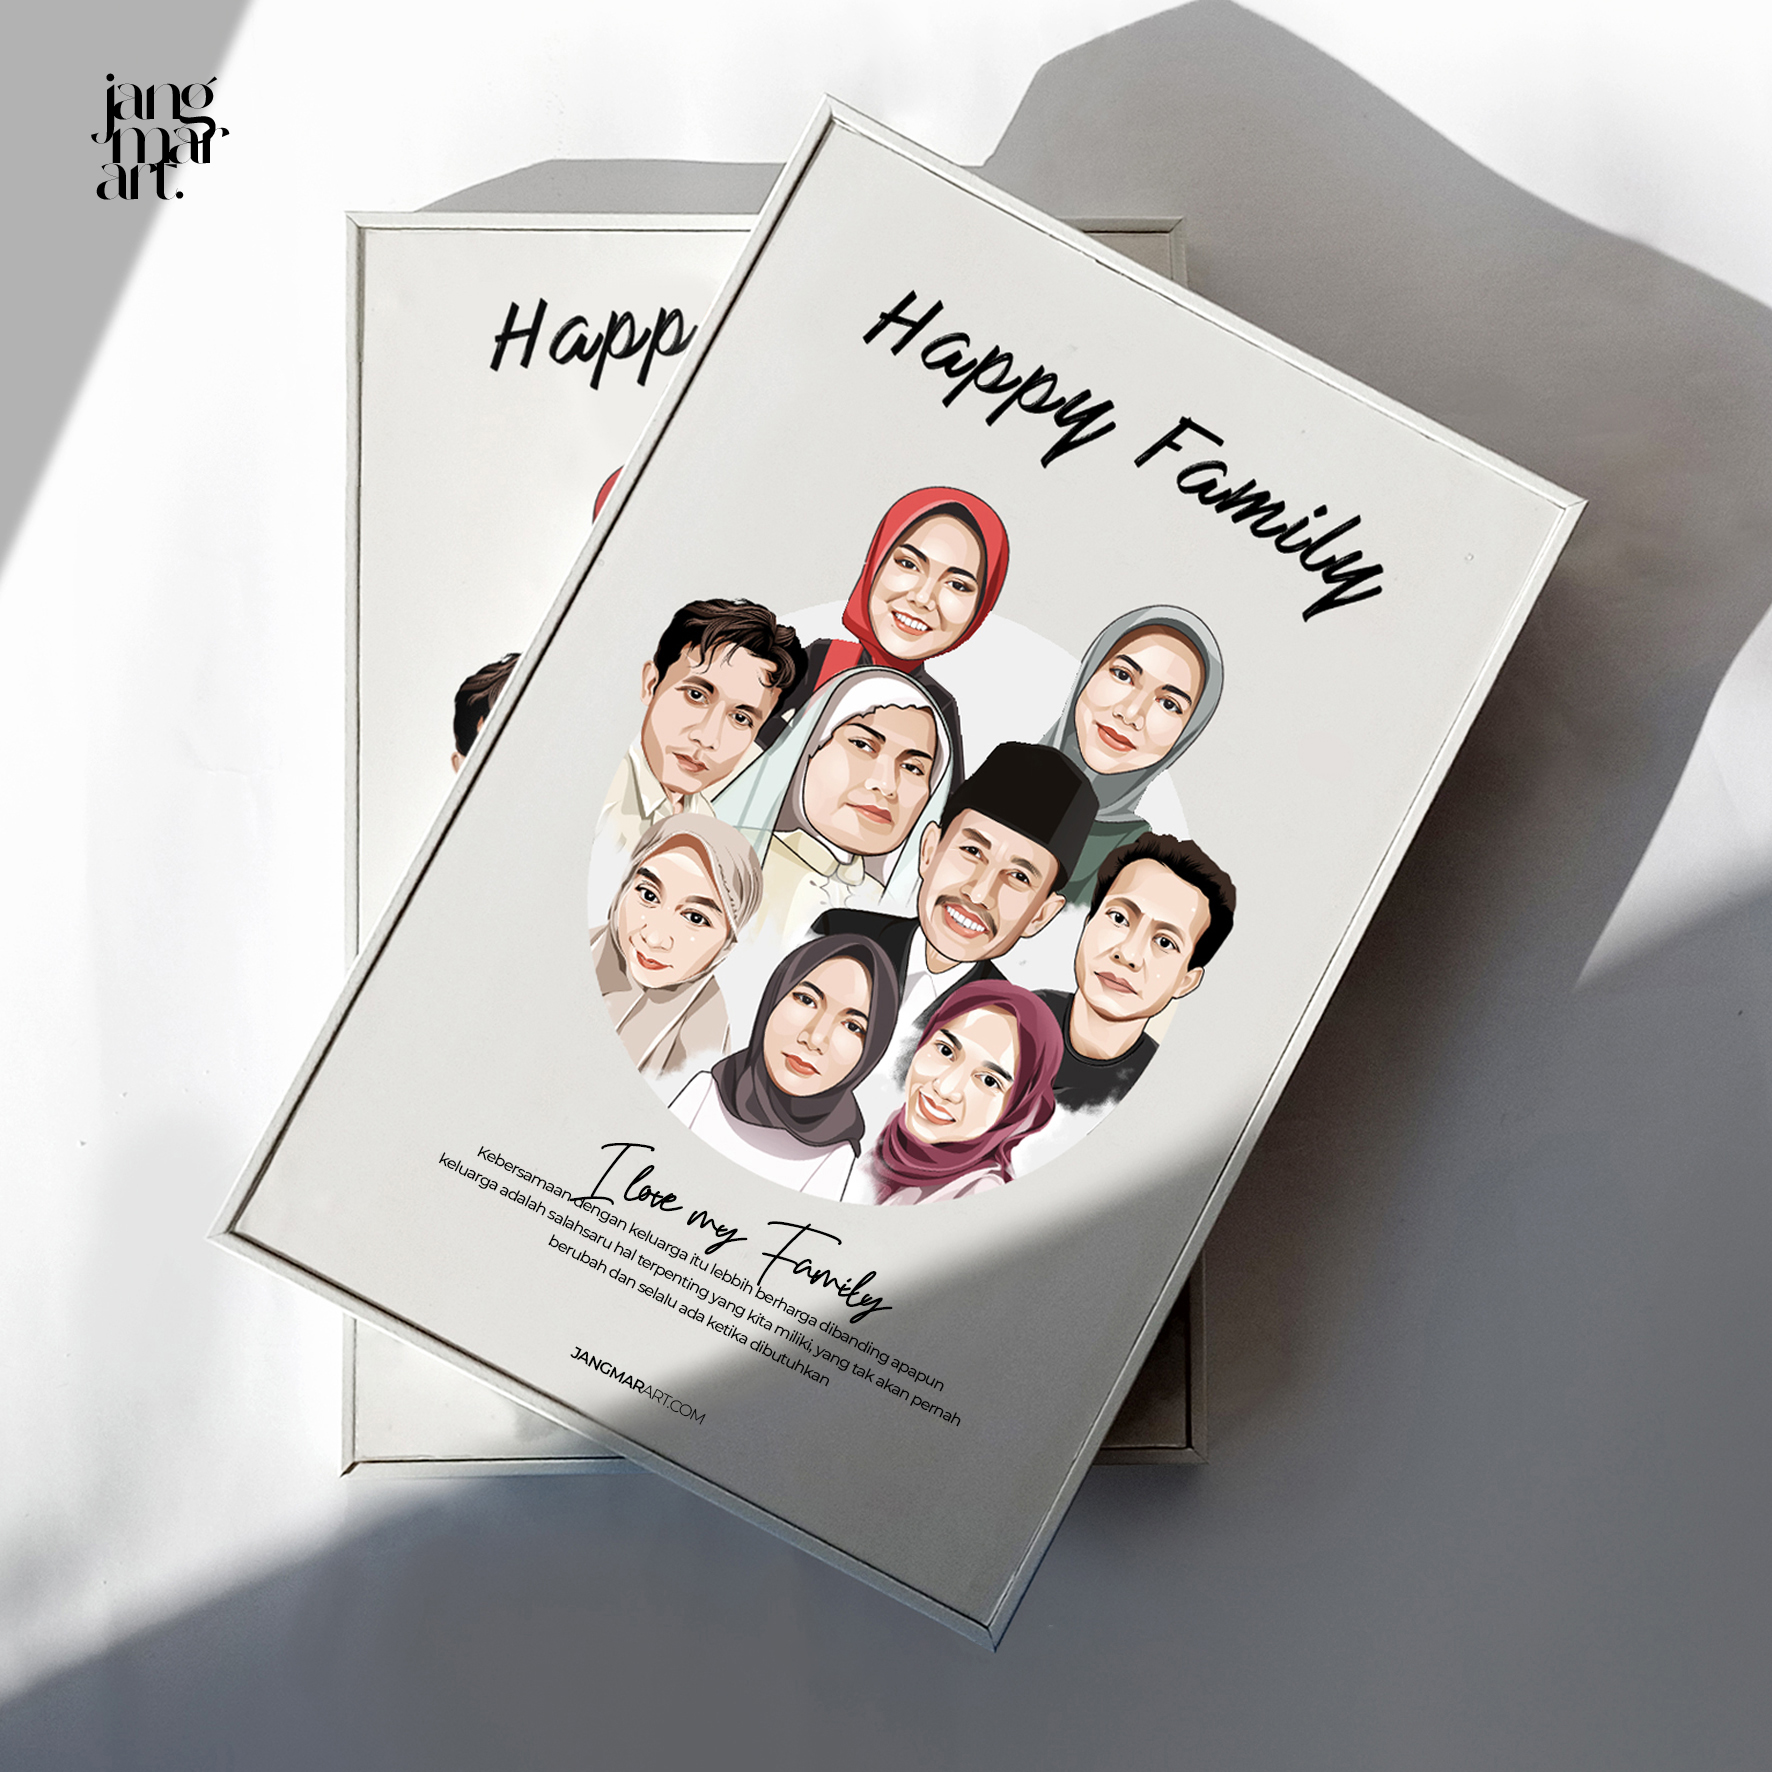 jang
mar
art.
Happ
Happy Family
I love my Family
Kebersamaan dengan keluarga itu lebbih berharga dibanding apapun
keluarga adalah salahsaru hal terpenting yang kita miliki, yang tak akan pernah
berubah dan selalu ada ketika dibutuhkan
JANGMARART.COM